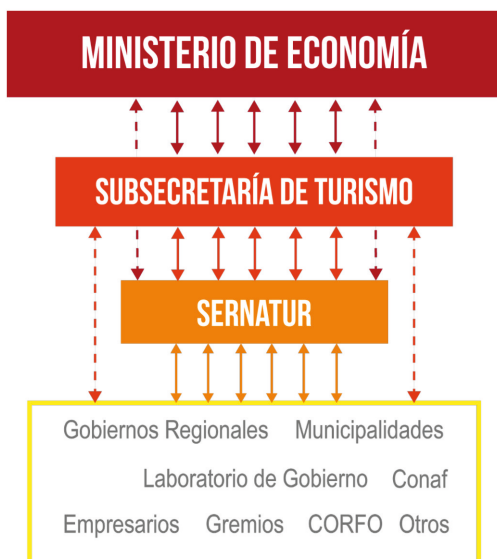 MINISTERIO DE ECONOMÍA
SUBSECRETARÍA DE TURISMO
SERNATUR
Gobiernos Regionales Municipalidades
Laboratorio de Gobierno Conaf
Empresarios Gremios CORFO Otros